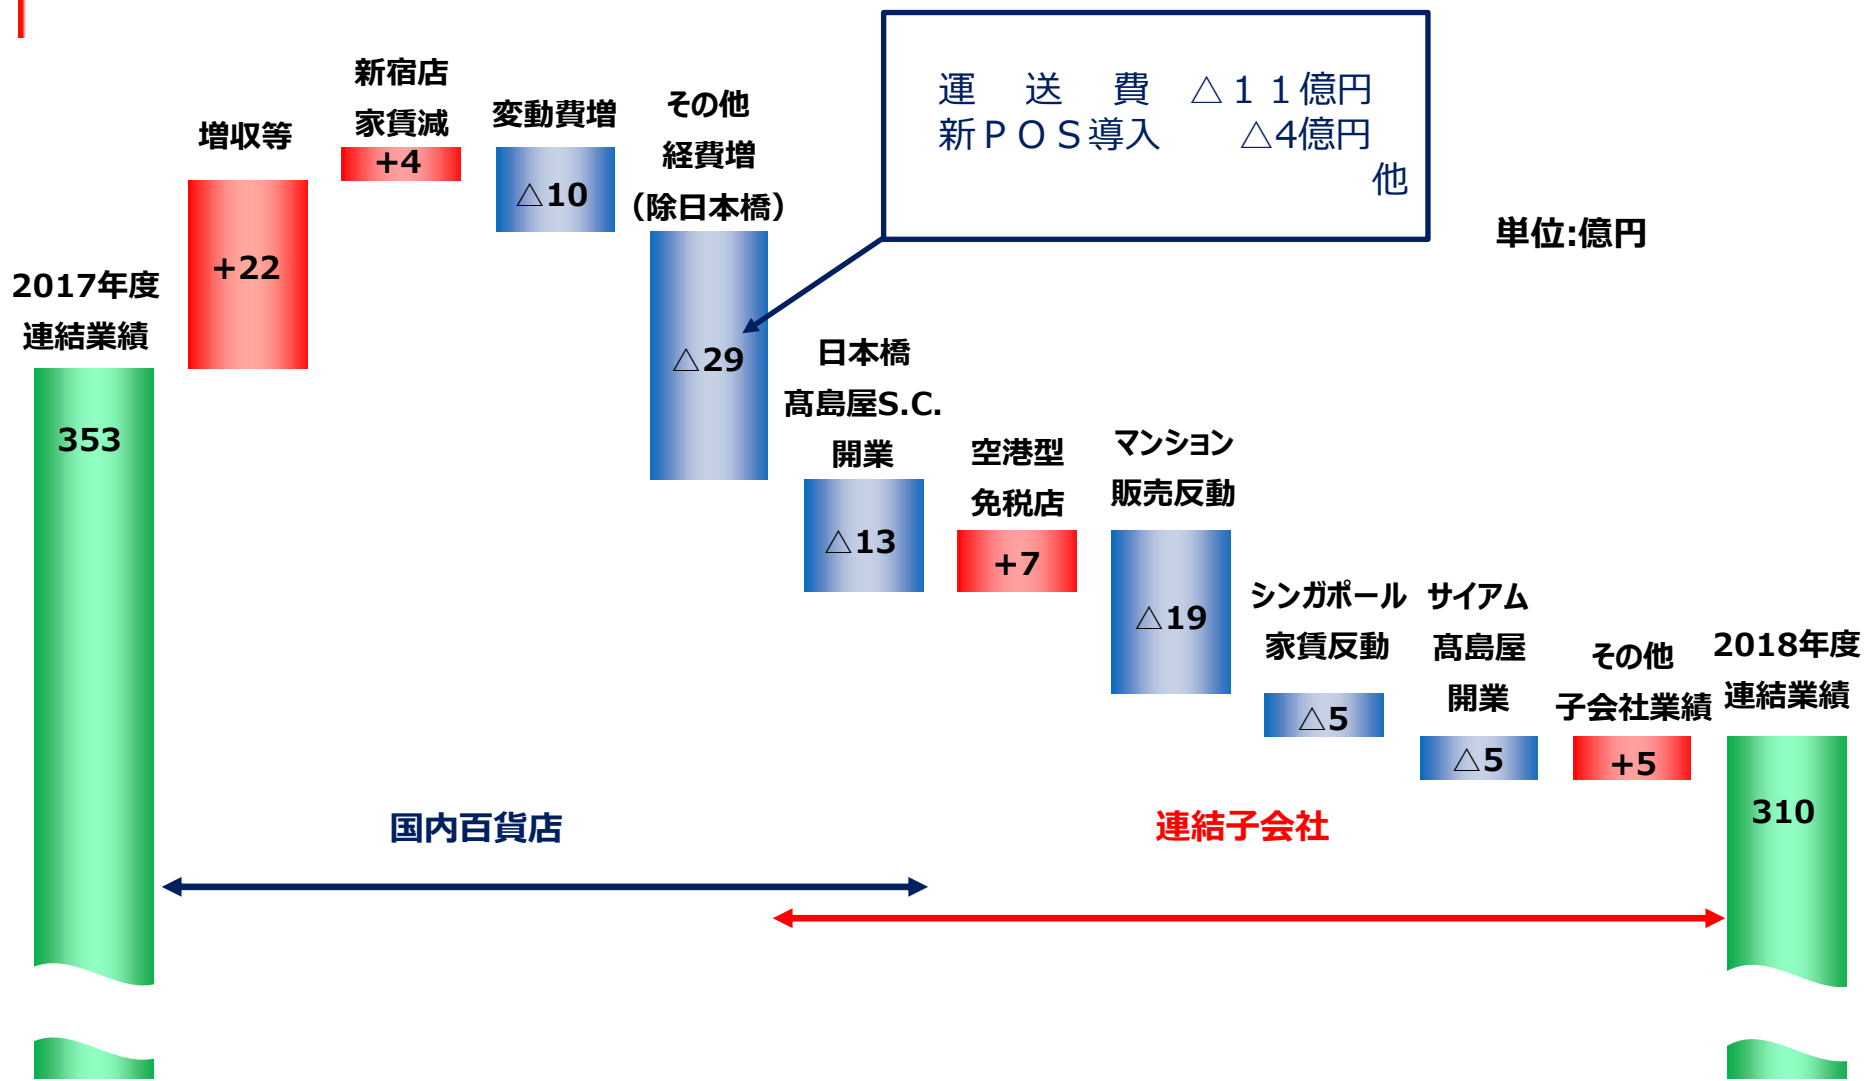 運送費 △１１億円
新ＰＯＳ導入 △4億円
他
単位:億円
2017年度
連結業績
353
増収等
+22
新宿店
家賃減
+4
変動費増
△10
その他
経費増
（除日本橋）
△29
日本橋
髙島屋S.C.
開業
△13
空港型
免税店
+7
マンション
販売反動
△19
シンガポール
家賃反動
△5
サイアム
髙島屋
開業
△5
その他
子会社業績
+5
2018年度
連結業績
310
国内百貨店
連結子会社